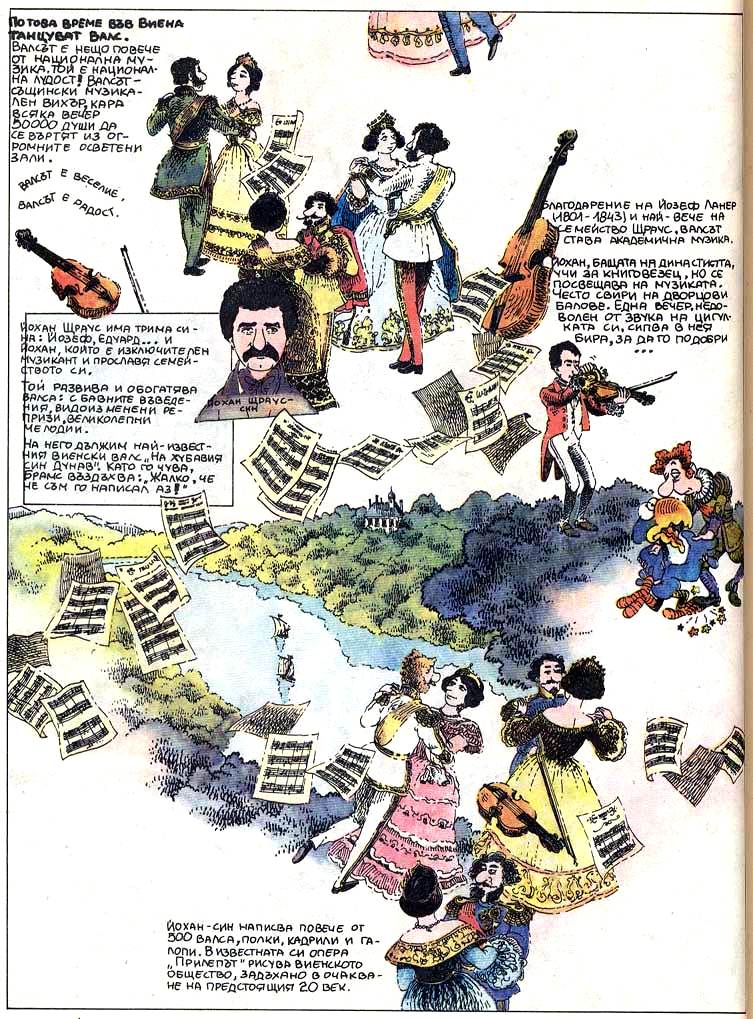 ПО ТОВА ВРЕМЕ ВЪВ ВИЕНА
ТАНЦУВАТ ВАЛС.
ВАЛСЪТ Е НЕЩО ПОВЕЧЕ
ОТ НАЦИОНАЛНА МУ-
ЗИКА. ТОЙ Е НАЦИОНАЛ-
НА ЛУДОСТ! ВАЛСЪТ-
СЪЩИНСКИ МУЗИКА-
ЛЕН ВИХЪР, КАРА
ВСЯКА ВЕЧЕР
50000 ДУШИ ДА
СЕ ВЪРТЯТ ИЗ ОГ-
РОМНИТЕ ОСВЕТЕНИ
ЗАЛИ.
ВАЛСЪТ Е ВЕСЕЛИЕ,
ВАЛСЪТ Е РАДОСТ.
БЛАГОДАРЕНИЕ НА ЙОЗЕФ ЛАНЕР
(1801-1843) И НАЙ-ВЕЧЕ НА
СЕМЕЙСТВО ЩРАУС, ВАЛСЪТ
СТАВА АКАДЕМИЧНА МУЗИКА.
ЙОХАН, БАЩАТА НА ДИНАСТИЯТА,
УЧИ ЗА КНИГОВЕЗЕЦ, НО СЕ
ПОСВЕЩАВА НА МУЗИКАТА.
ЧЕСТО СВИРИ НА ДВОРЦОВИ
БАЛОВЕ. ЕДНА ВЕЧЕР, НЕДО-
ВОЛЕН ОТ ЗВУКА НА ЦИГУЛ-
КАТА СИ, СИПВА В НЕЯ
БИРА, ЗА ДА ГО ПОДОБРИ
...
ЙОХАН ЩРАУС ИМА ТРИМА СИ-
НА: ЙОЗЕФ, ЕДУАРД... И
ЙОХАН, КОЙТО Е ИЗКЛЮЧИТЕЛЕН
МУЗИКАНТ И ПРОСЛАВЯ СЕМЕЙ-
СТВОТО СИ.
ТОЙ РАЗВИВА И ОБОГАТЯВА
ВАЛСА: С БАВНИТЕ ВЪВЕДЕ-
НИЯ, ВИДОИЗМЕНЕНИ РЕ-
ПРИЗИ, ВЕЛИКОЛЕПНИ
МЕЛОДИИ.
НА НЕГО ДЪЛЖИМ НАЙ-ИЗВЕСТ-
НИЯ ВИЕНСКИ ВАЛС „НА ХУБАВИЯ
СИН ДУНАВ". КАТО ГО ЧУВА,
БРАМС ВЪЗДЪХВА: „ЖАЛКО, ЧЕ
НЕ СЪМ ГО НАПИСАЛ АЗ!"
ЙОХАН ЩРАУС-
СИН
ЙОХАН-СИН НАПИСВА ПОВЕЧЕ ОТ
500 ВАЛСА, ПОЛКИ, КАДРИЛИ И ГА-
ЛОПИ. В ИЗВЕСТНАТА СИ ОПЕРА
„ПРИЛЕПЪТ" РИСУВА ВИЕНСКОТО
ОБЩЕСТВО, ЗАДЪХАНО В ОЧАКВА-
НЕ НА ПРЕДСТОЯЩИЯ 20 ВЕК.